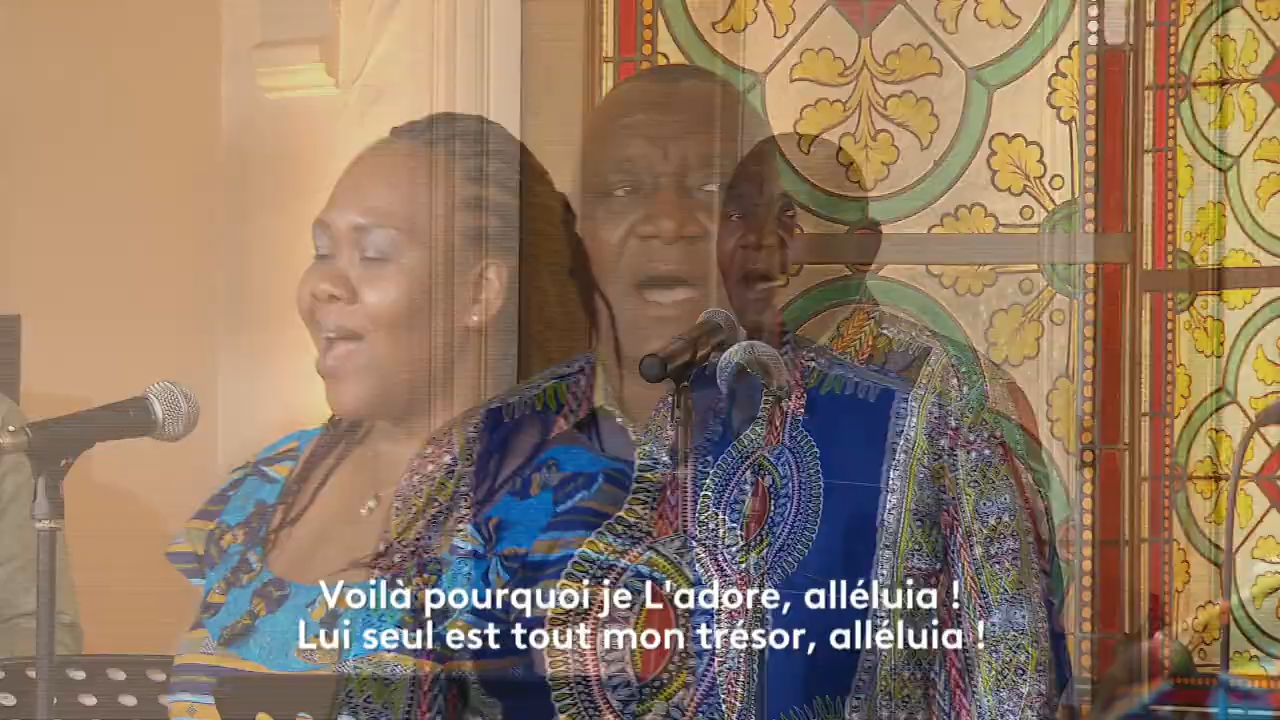 Voilà pourquoi je L'adore, alléluia !
Lui seul est tout mon trésor, alléluia !